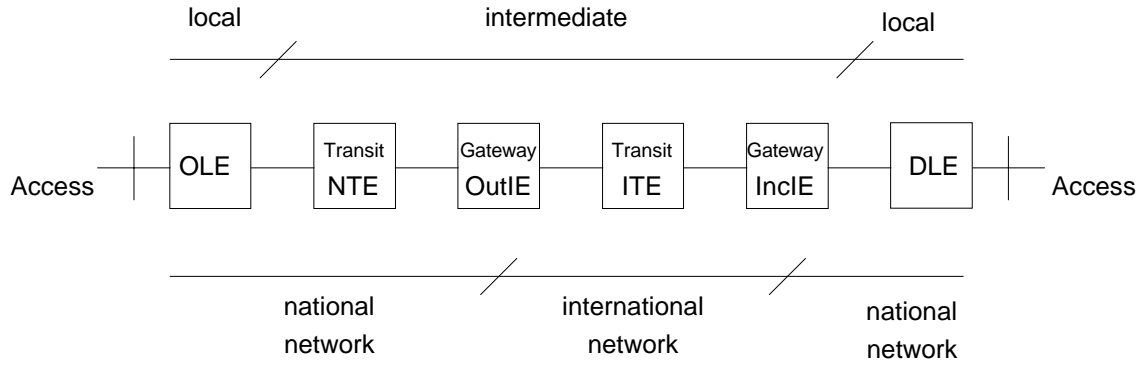 local
intermediate
local
Access
OLE
Transit
NTE
Gateway
OutIE
Transit
ITE
Gateway
IncIE
DLE
Access
national
network
international
network
national
network